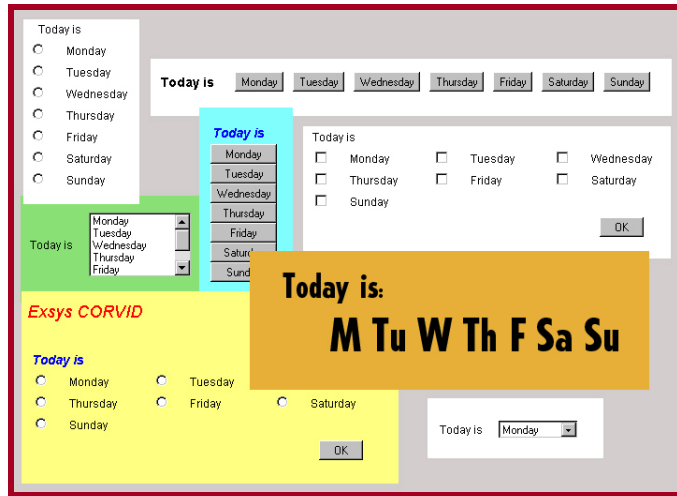 Today is
Monday
Tuesday
Wednesday
Thursday
Friday
Saturday
Sunday
Today is Monday Tuesday Wednesday Thursday Friday Saturday Sunday
Today is
Monday
Tuesday
Wednesday
Thursday
Friday
Today is
Monday Tuesday Wednesday
Thursday Friday Saturday
Sunday
OK
Today is
Monday
Tuesday
Wednesday
Thursday
Friday
Today is:
M Tu W Th F Sa Su
Exsys CORVID
Today is
Monday Tuesday
Thursday Friday Saturday
Sunday
OK
Today is Monday